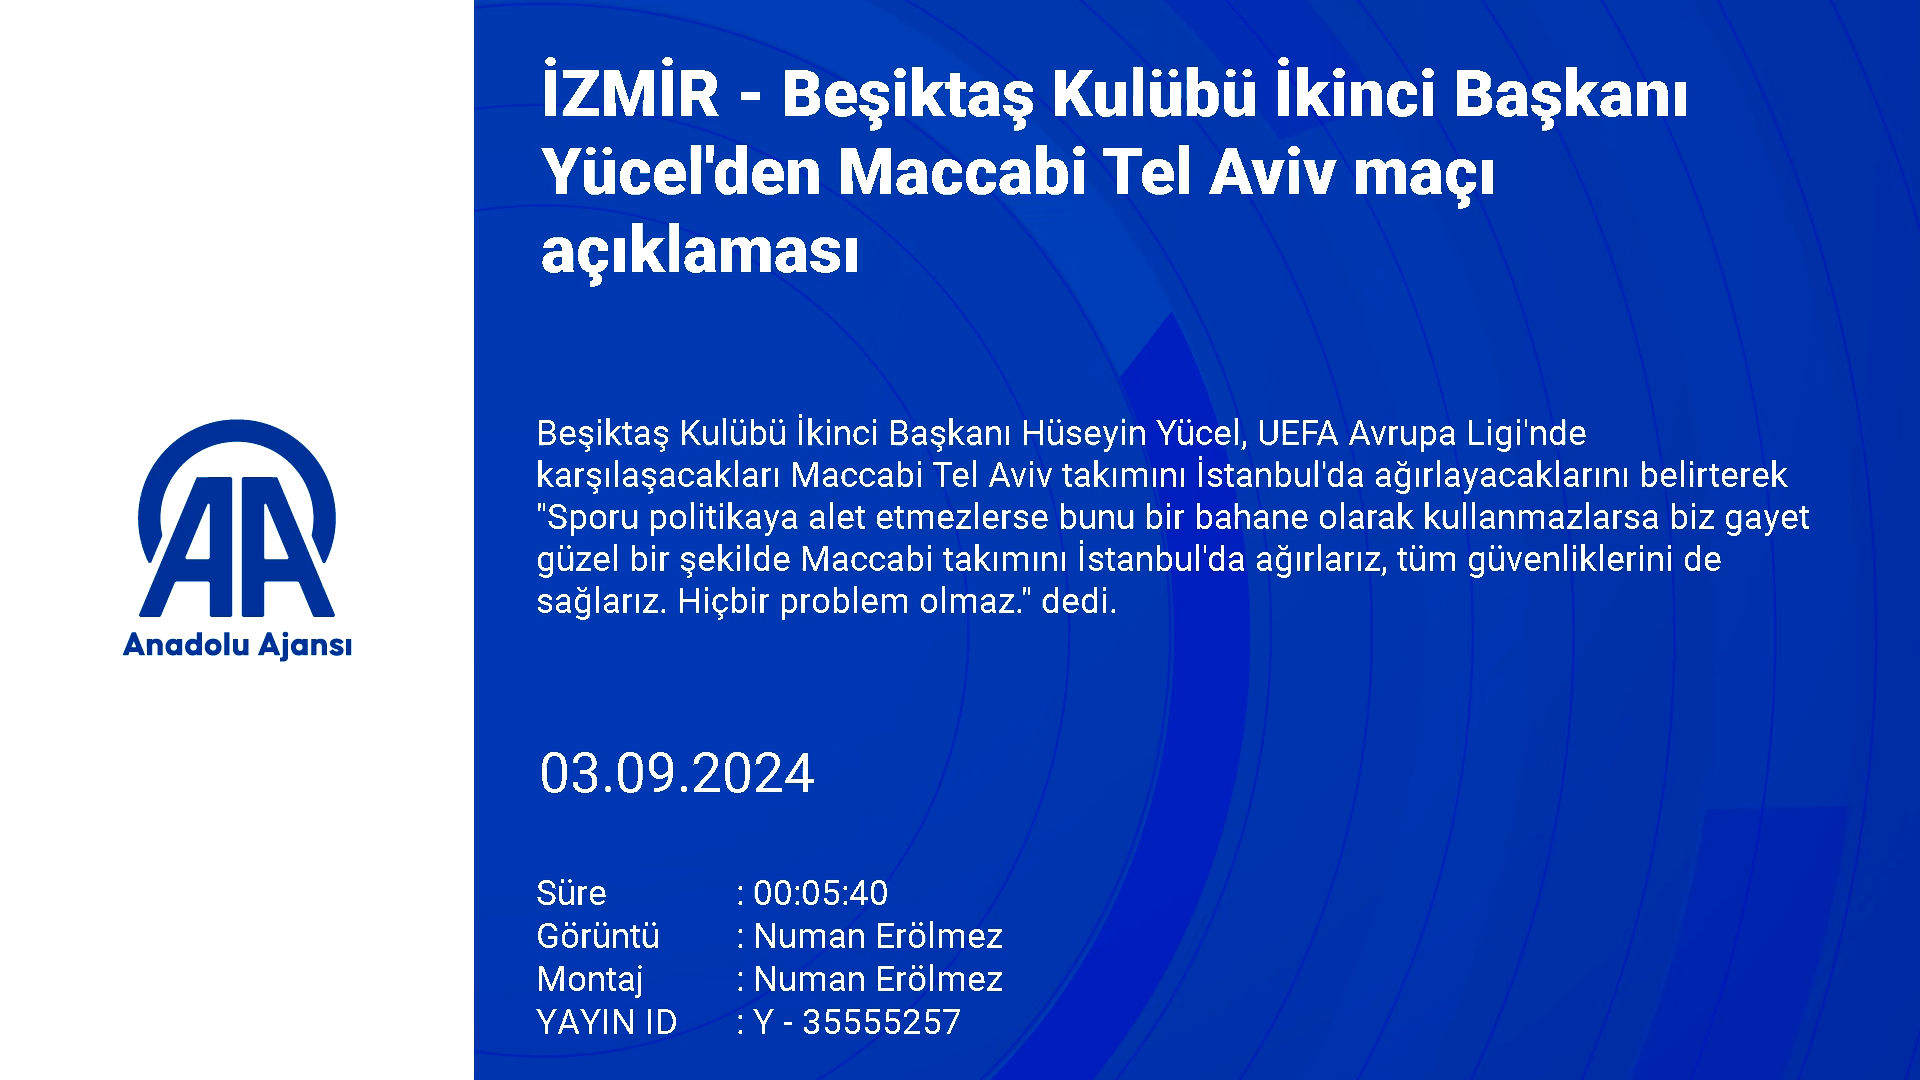 İZMİR - Beşiktaş Kulübü İkinci Başkanı
Yücel'den Maccabi Tel Aviv maçı
açıklaması
Beşiktaş Kulübü İkinci Başkanı Hüseyin Yücel, UEFA Avrupa Ligi'nde
karşılaşacakları Maccabi Tel Aviv takımını İstanbul'da ağırlayacaklarını belirterek
"Sporu politikaya alet etmezlerse bunu bir bahane olarak kullanmazlarsa biz gayet
güzel bir şekilde Maccabi takımını İstanbul'da ağırlarız, tüm güvenliklerini de
sağlarız. Hiçbir problem olmaz." dedi.
AA
Anadolu Ajansı
03.09.2024
Süre : 00:05:40
Görüntü : Numan Erölmez
Montaj : Numan Erölmez
YAYIN ID : Y - 35555257